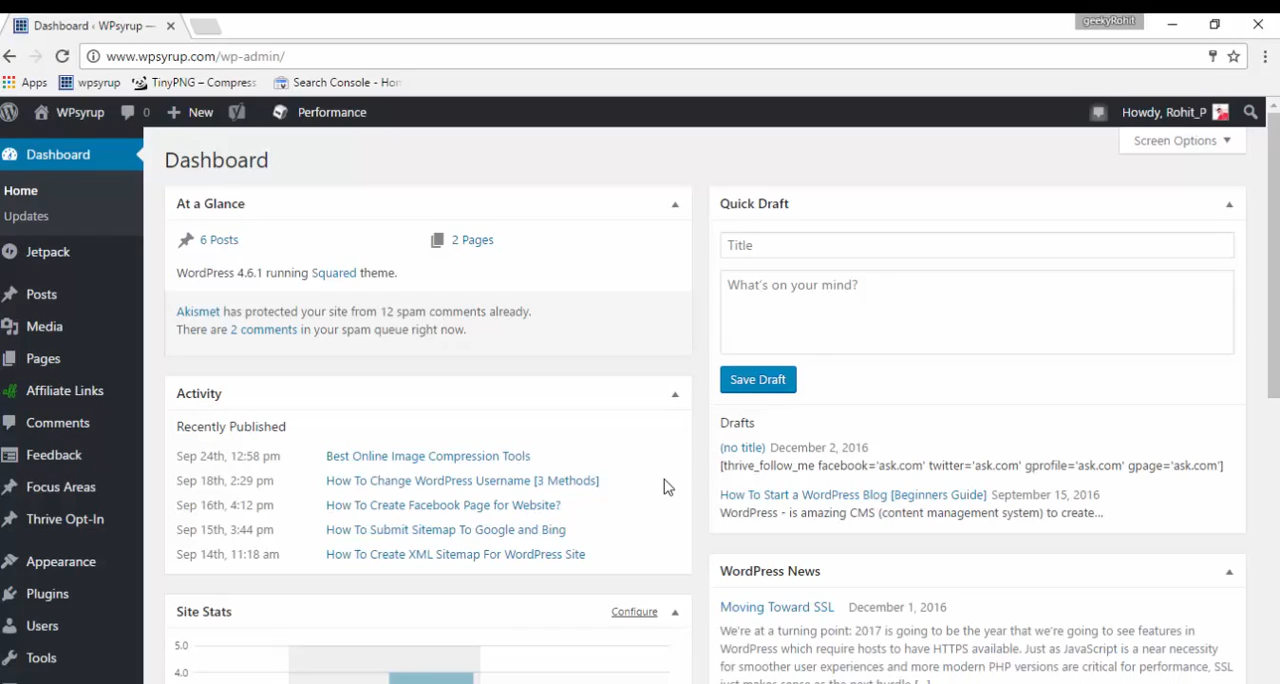 Dashboard ‹ WPsyrup —
geekyRohit
www.wpsyrup.com/wp-admin/
Apps wpsyrup TinyPNG – Compress Search Console - Hom
WPsyrup 0 New Performance Howdy, Rohit_P
Screen Options
Dashboard
Home
Updates
Jetpack
Posts
Media
Pages
Affiliate Links
Comments
Feedback
Focus Areas
Thrive Opt-In
Appearance
Plugins
Users
Tools
Dashboard
At a Glance
6 Posts 2 Pages
WordPress 4.6.1 running Squared theme.
Akismet has protected your site from 12 spam comments already.
There are 2 comments in your spam queue right now.
Activity
Recently Published
Sep 24th, 12:58 pm Best Online Image Compression Tools
Sep 18th, 2:29 pm How To Change WordPress Username [3 Methods]
Sep 16th, 4:12 pm How To Create Facebook Page for Website?
Sep 15th, 3:44 pm How To Submit Sitemap To Google and Bing
Sep 14th, 11:18 am How To Create XML Sitemap For WordPress Site
Site Stats Configure
5.0
4.0
Quick Draft
Title
What's on your mind?
Save Draft
Drafts
(no title) December 2, 2016
[thrive_follow_me facebook='ask.com' twitter='ask.com' gprofile='ask.com' gpage='ask.com']
How To Start a WordPress Blog [Beginners Guide] September 15, 2016
WordPress - is amazing CMS (content management system) to create...
WordPress News
Moving Toward SSL December 1, 2016
We're at a turning point: 2017 is going to be the year that we're going to see features in
WordPress which require hosts to have HTTPS available. Just as JavaScript is a near necessity
for smoother user experiences and more modern PHP versions are critical for performance, SSL
just makes sense as the next hurdle [...]